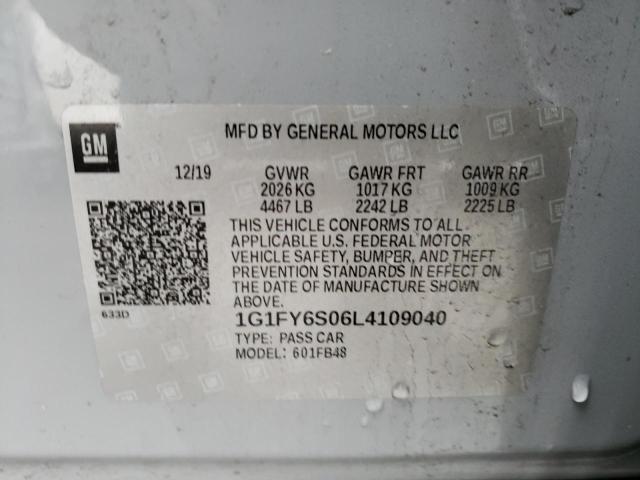 GM
MFD BY GENERAL MOTORS LLC
12/19 GVWR GAWR FRT GAWR RR
2026 KG 1017 KG 1009 KG
4467 LB 2242 LB 2225 LB
THIS VEHICLE CONFORMS TO ALL
APPLICABLE U.S. FEDERAL MOTOR
VEHICLE SAFETY, BUMPER, AND THEFT
PREVENTION STANDARDS IN EFFECT ON
THE DATE OF MANUFACTURE SHOWN
ABOVE.
633D
1G1FY6S06L4109040
TYPE: PASS CAR
MODEL: 601FB48